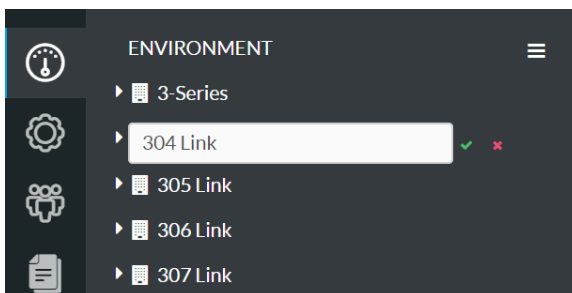 ENVIRONMENT
3-Series
304 Link
305 Link
306 Link
307 Link